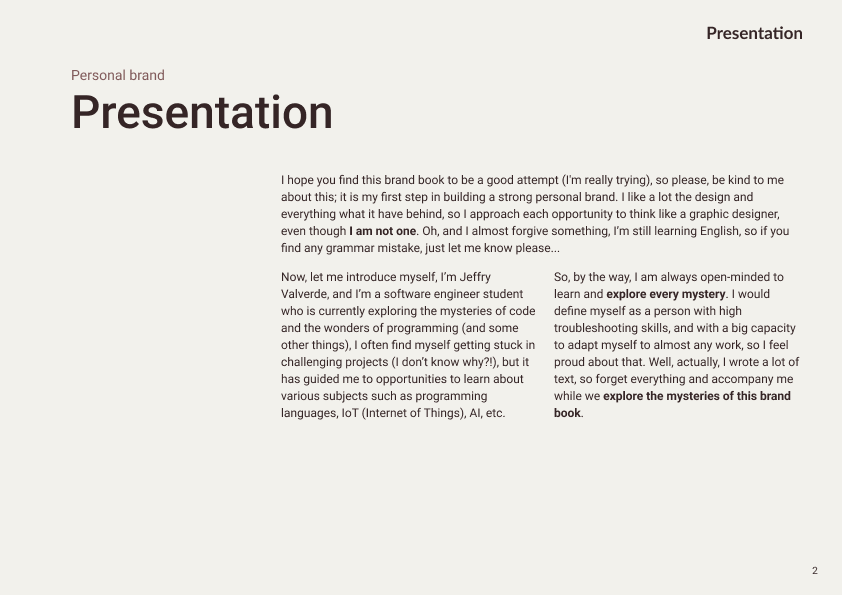 Presentation
Personal brand
Presentation
I hope you find this brand book to be a good attempt (I'm really trying), so please, be kind to me
about this; it is my first step in building a strong personal brand. I like a lot the design and
everything what it have behind, so I approach each opportunity to think like a graphic designer,
even though I am not one. Oh, and I almost forgive something, I'm still learning English, so if you
find any grammar mistake, just let me know please...
Now, let me introduce myself, I'm Jeffry
Valverde, and I'm a software engineer student
who is currently exploring the mysteries of code
and the wonders of programming (and some
other things), I often find myself getting stuck in
challenging projects (I don't know why?!), but it
has guided me to opportunities to learn about
various subjects such as programming
languages, IoT (Internet of Things), AI, etc.
So, by the way, I am always open-minded to
learn and explore every mystery. I would
define myself as a person with high
troubleshooting skills, and with a big capacity
to adapt myself to almost any work, so I feel
proud about that. Well, actually, I wrote a lot of
text, so forget everything and accompany me
while we explore the mysteries of this brand
book.
2